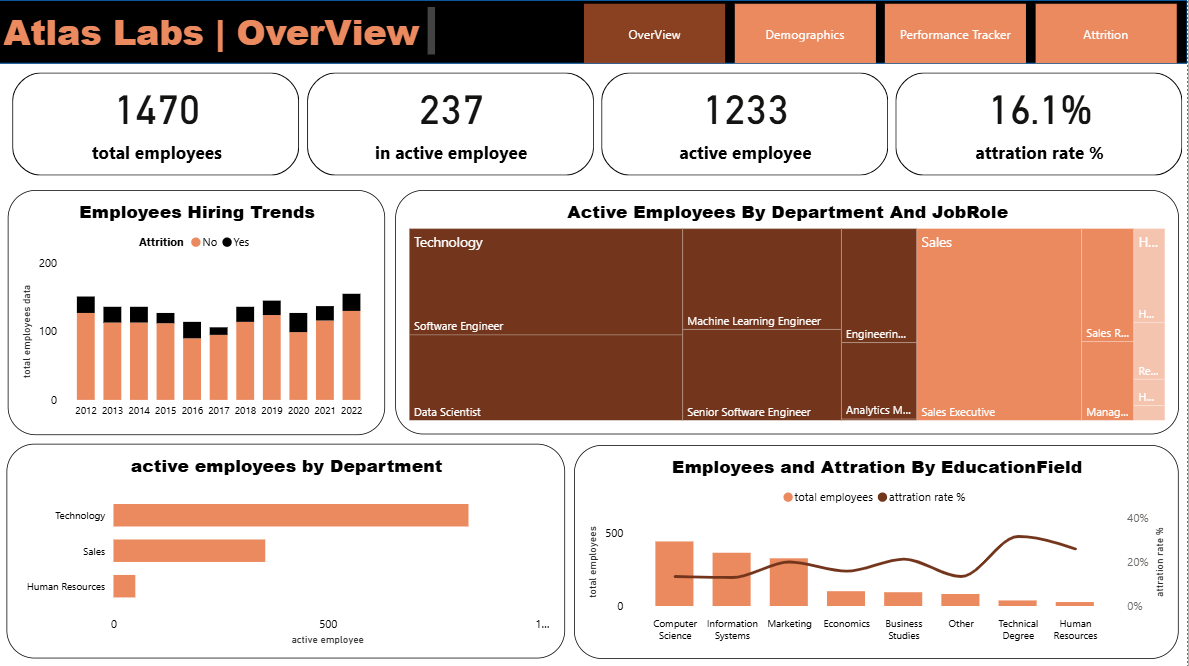 Atlas Labs | OverView
OverView
Demographics
Performance Tracker
Attrition
1470
total employees
237
in active employee
1233
active employee
16.1%
attration rate %
Employees Hiring Trends
Attrition No Yes
200
100
0
total employees data
2012 2013 2014 2015 2016 2017 2018 2019 2020 2021 2022
Active Employees By Department And JobRole
Technology
Software Engineer
Data Scientist
Machine Learning Engineer
Senior Software Engineer
Engineerin...
Analytics M...
Sales
Sales Executive
Sales R...
Manag...
H...
H...
Re...
H...
active employees by Department
Technology
Sales
Human Resources
0 500 1...
active employee
Employees and Attration By EducationField
total employees attration rate %
500
0
total employees
40%
20%
0%
attration rate %
Computer Science
Information Systems
Marketing
Economics
Business Studies
Other
Technical Degree
Human Resources